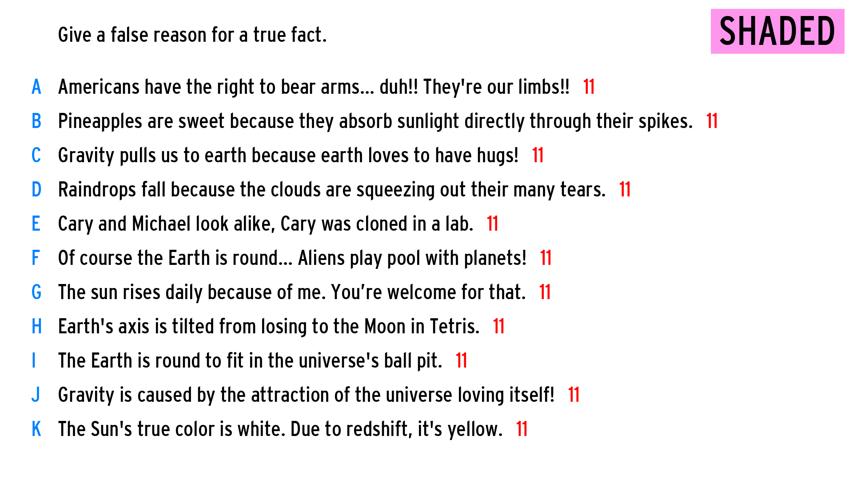 Give a false reason for a true fact.
SHADED
A Americans have the right to bear arms... duh!! They're our limbs!! 11
B Pineapples are sweet because they absorb sunlight directly through their spikes. 11
C Gravity pulls us to earth because earth loves to have hugs! 11
D Raindrops fall because the clouds are squeezing out their many tears. 11
E Cary and Michael look alike, Cary was cloned in a lab. 11
F Of course the Earth is round... Aliens play pool with planets! 11
G The sun rises daily because of me. You’re welcome for that. 11
H Earth's axis is tilted from losing to the Moon in Tetris. 11
I The Earth is round to fit in the universe's ball pit. 11
J Gravity is caused by the attraction of the universe loving itself! 11
K The Sun's true color is white. Due to redshift, it's yellow. 11